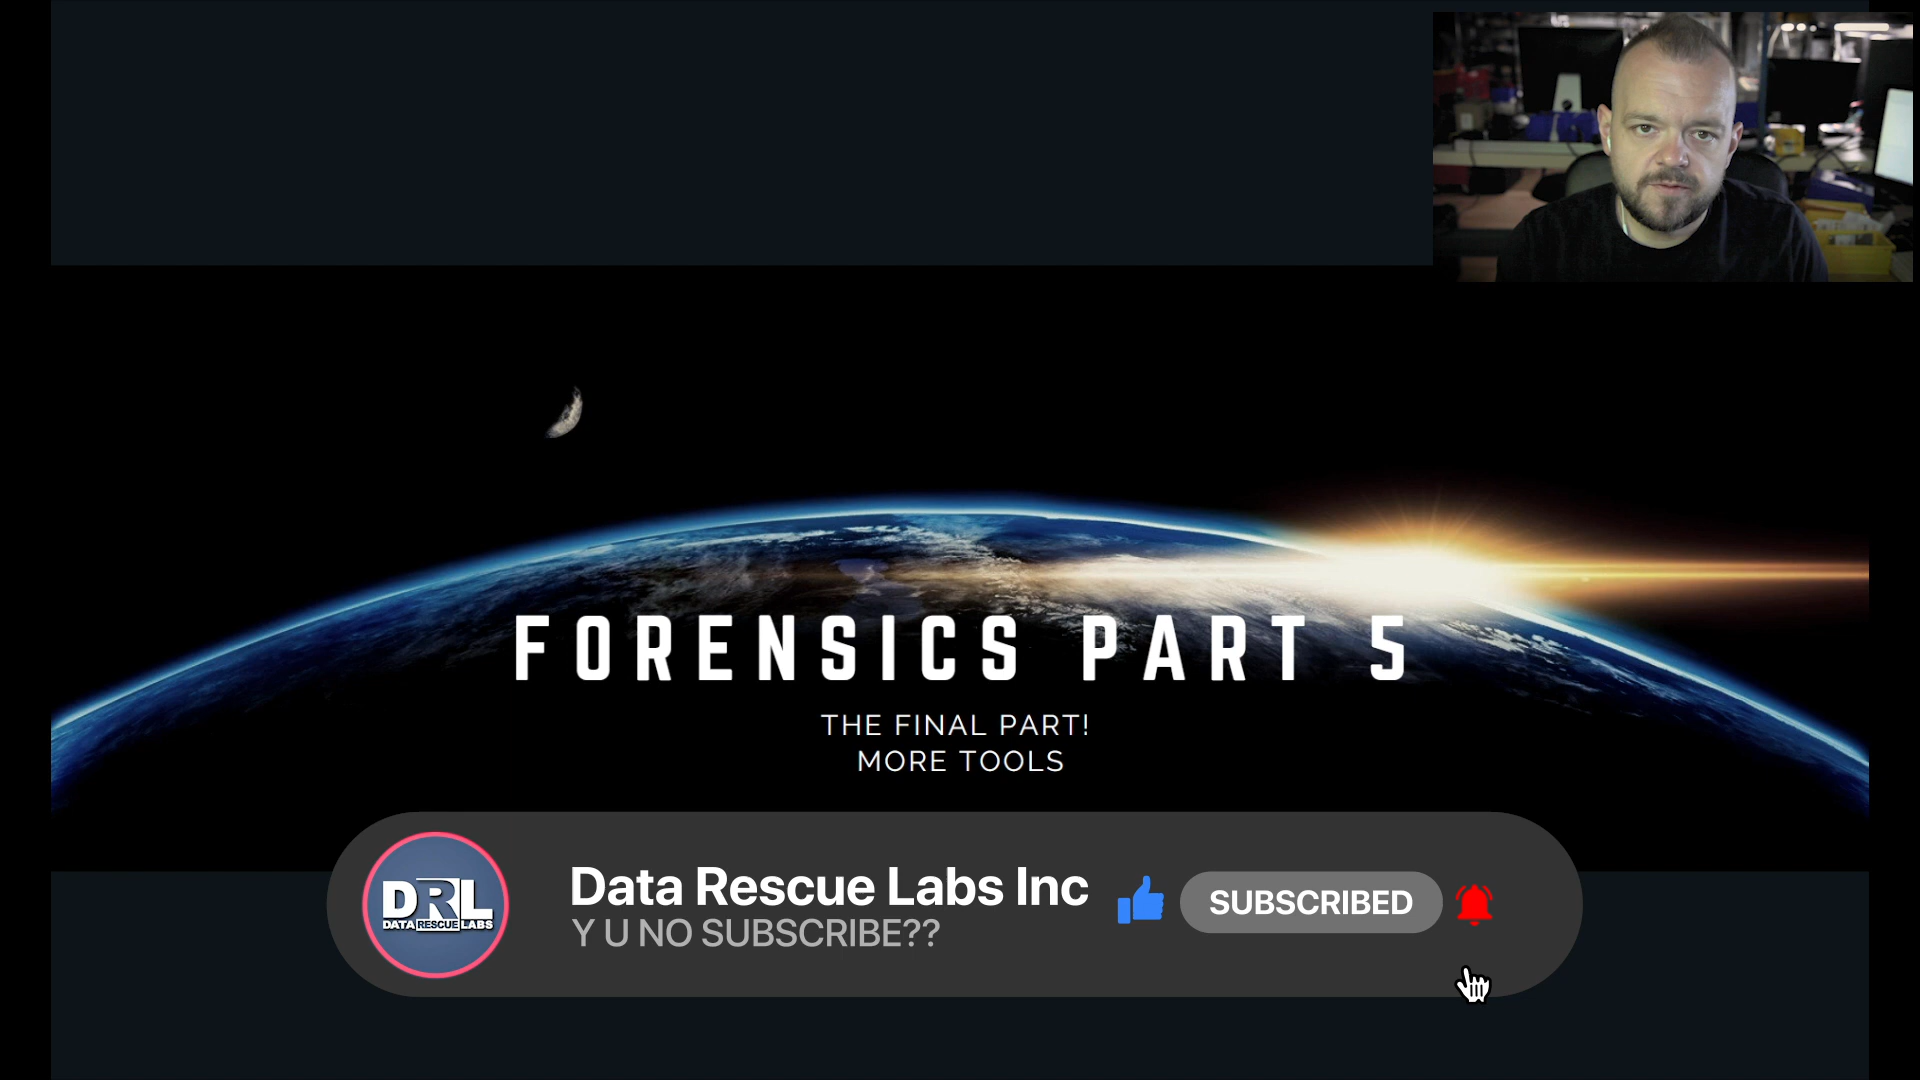 FORENSICS PART 5
THE FINAL PART!
MORE TOOLS
DRL
DATA RESCUE LABS
Data Rescue Labs Inc
Y U NO SUBSCRIBE??
SUBSCRIBED